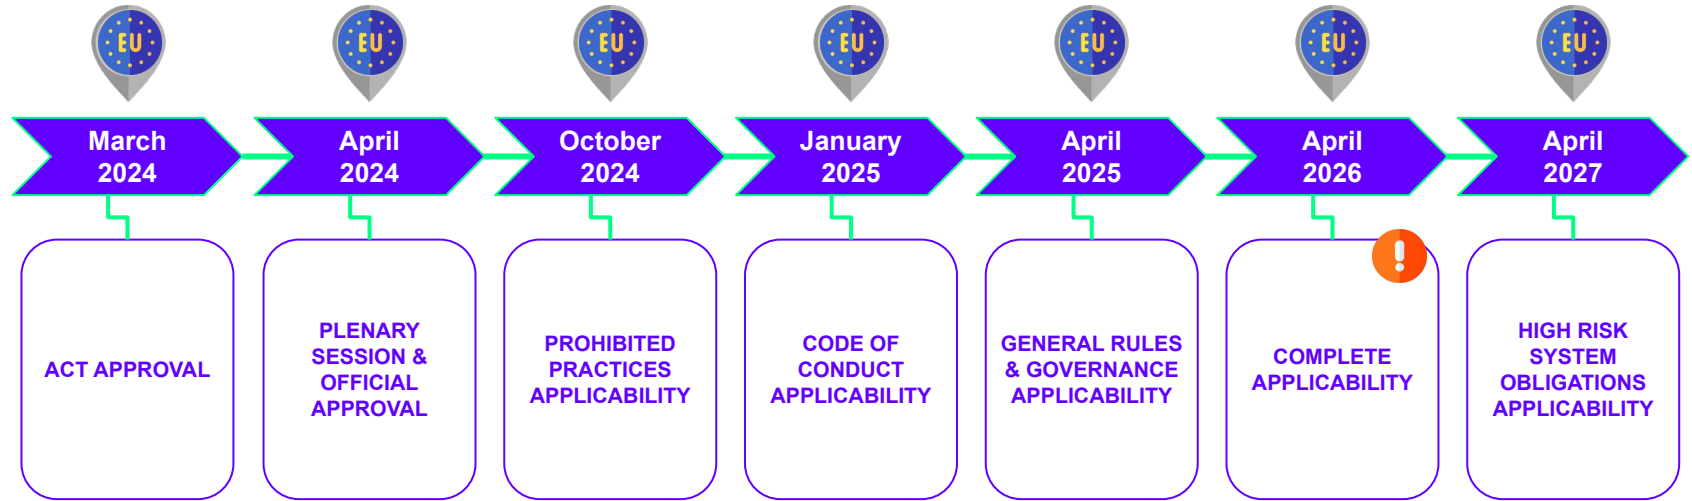 EU
EU
EU
EU
EU
EU
EU
March
2024
April
2024
October
2024
January
2025
April
2025
April
2026
April
2027
ACT APPROVAL
PLENARY
SESSION &
OFFICIAL
APPROVAL
PROHIBITED
PRACTICES
APPLICABILITY
CODE OF
CONDUCT
APPLICABILITY
GENERAL RULES
& GOVERNANCE
APPLICABILITY
!
COMPLETE
APPLICABILITY
HIGH RISK
SYSTEM
OBLIGATIONS
APPLICABILITY